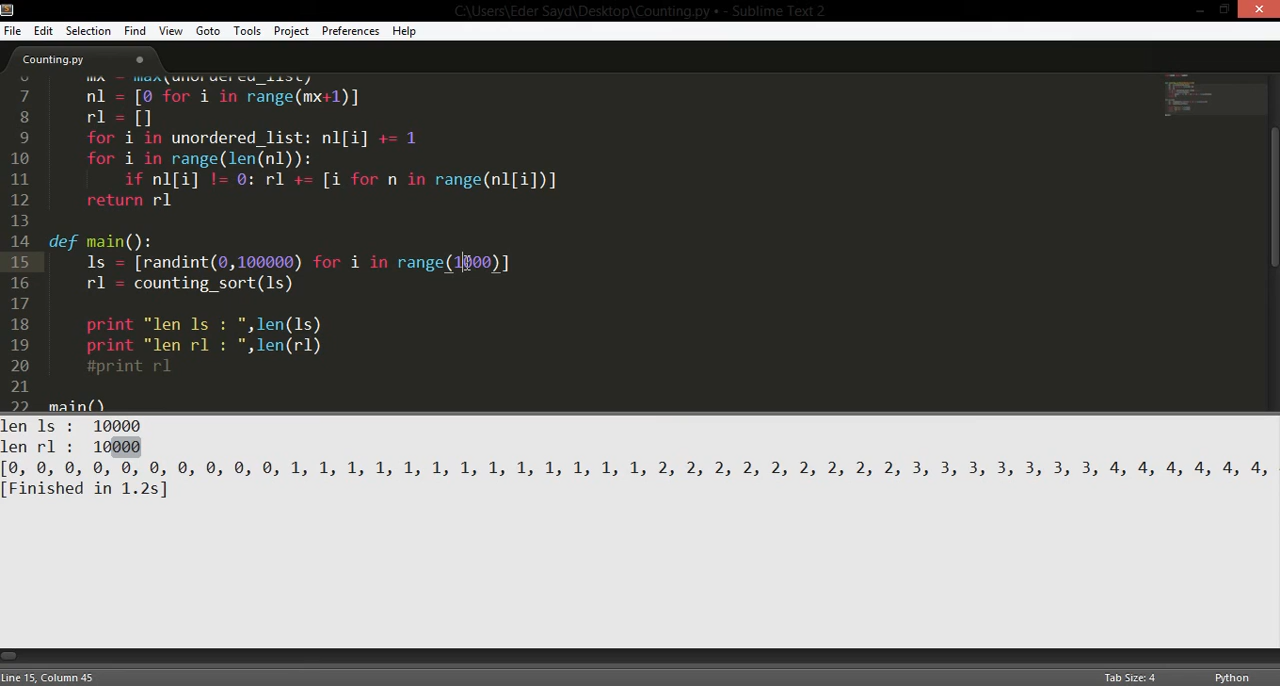 C:\Users\Eder Sayd\Desktop\Counting.py • - Sublime Text 2
File Edit Selection Find View Goto Tools Project Preferences Help
Counting.py
6 mx = max(unordered_list)
7 nl = [0 for i in range(mx+1)]
8 rl = []
9 for i in unordered_list: nl[i] += 1
10 for i in range(len(nl)):
11 if nl[i] != 0: rl += [i for n in range(nl[i])]
12 return rl
13
14 def main():
15 ls = [randint(0,100000) for i in range(1000)]
16 rl = counting_sort(ls)
17
18 print "len ls : ",len(ls)
19 print "len rl : ",len(rl)
20 #print rl
21
22 main()
len ls :  10000
len rl :  10000
[0, 0, 0, 0, 0, 0, 0, 0, 0, 0, 1, 1, 1, 1, 1, 1, 1, 1, 1, 1, 1, 1, 1, 2, 2, 2, 2, 2, 2, 2, 2, 2, 3, 3, 3, 3, 3, 3, 3, 4, 4, 4, 4, 4, 4,
[Finished in 1.2s]
Line 15, Column 45 Tab Size: 4 Python